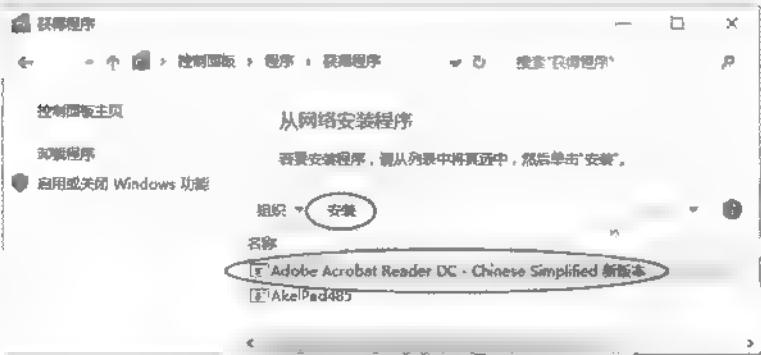 获得程序
控制面板 › 程序 › 获得程序
搜索"获得程序"
控制面板主页
卸载程序
启用或关闭 Windows 功能
从网络安装程序
若要安装程序，请从列表中将其选中，然后单击"安装"。
组织 安装
名称
Adobe Acrobat Reader DC - Chinese Simplified 新版本
AkelPad485